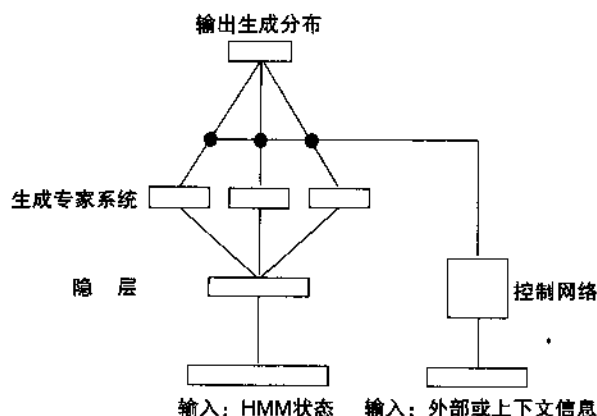 输出生成分布
生成专家系统
隐 层
控制网络
输入：HMM状态
输入：外部或上下文信息